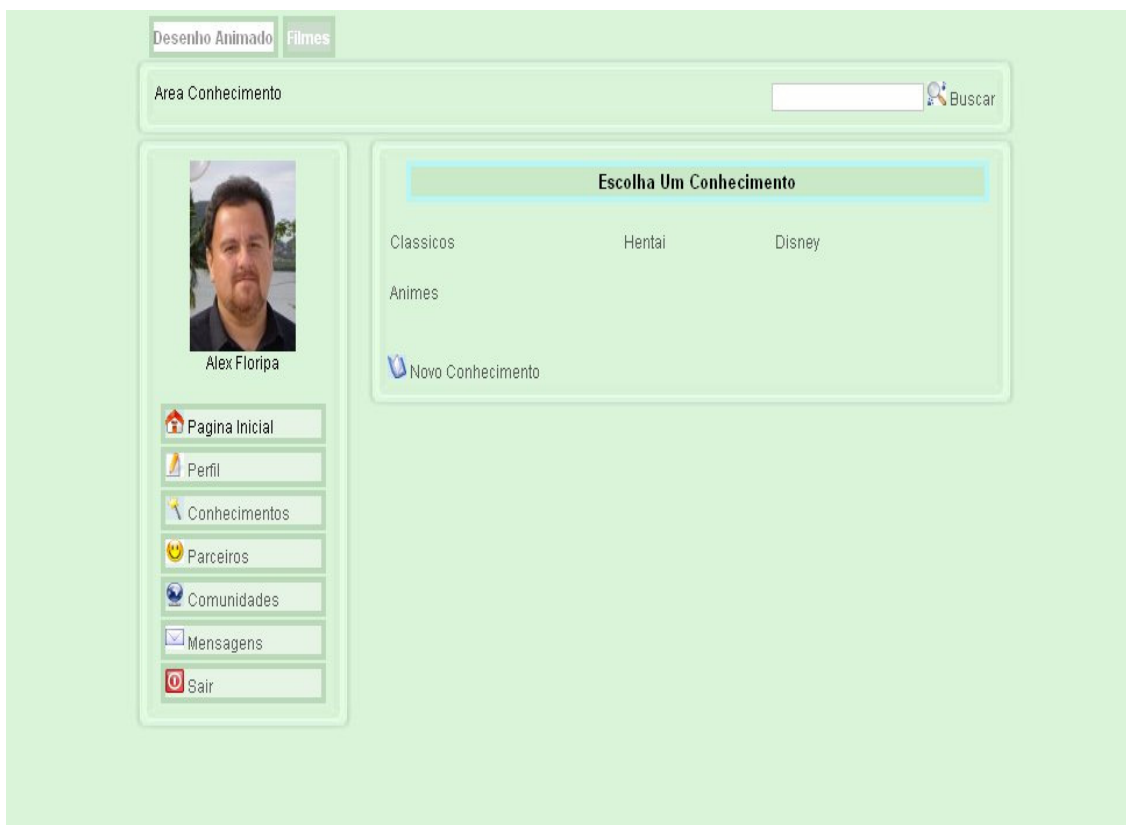 Desenho Animado Filmes
Area Conhecimento
Buscar
Alex Floripa
Pagina Inicial
Perfil
Conhecimentos
Parceiros
Comunidades
Mensagens
Sair
Escolha Um Conhecimento
Classicos Hentai Disney
Animes
Novo Conhecimento